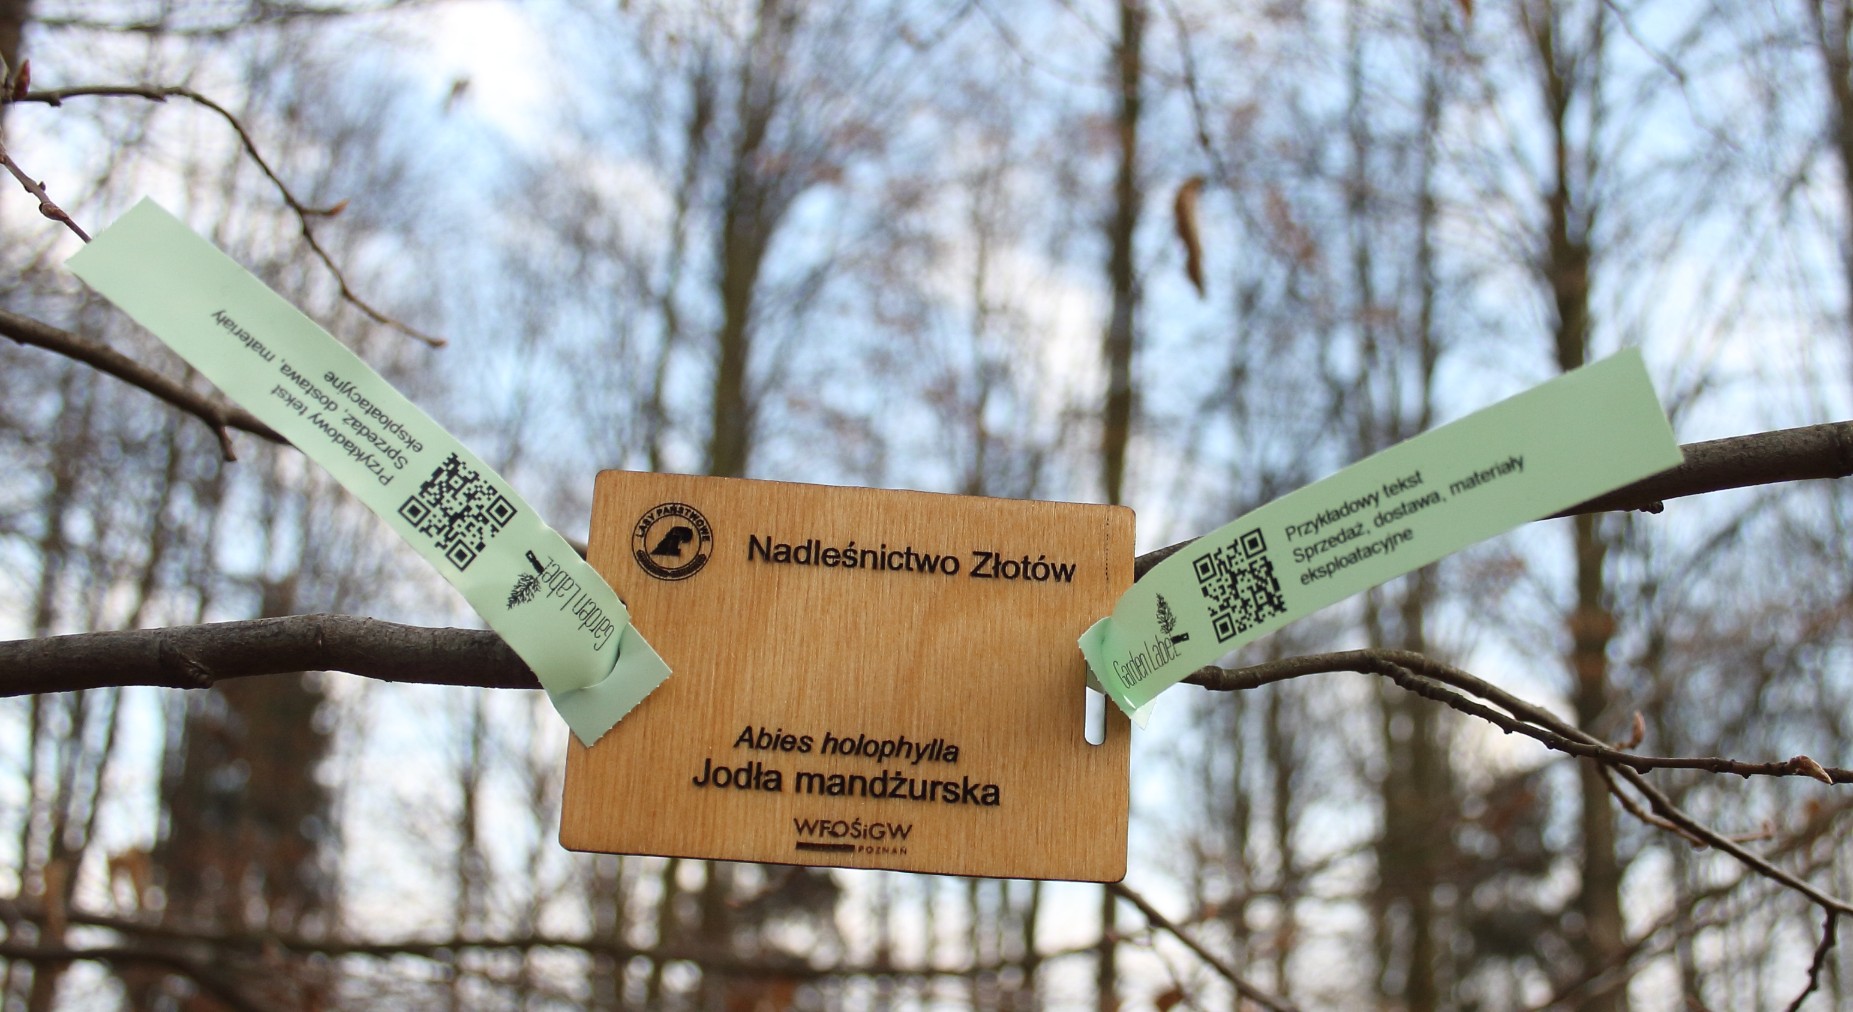 Przykładowy tekst
Sprzedaż, dostawa, materiały
eksploatacyjne
Garden Label
LASY PAŃSTWOWE
Nadleśnictwo Złotów
Abies holophylla
Jodła mandżurska
WFOŚiGW
POZNAŃ
Przykładowy tekst
Sprzedaż, dostawa, materiały
eksploatacyjne
Garden Label